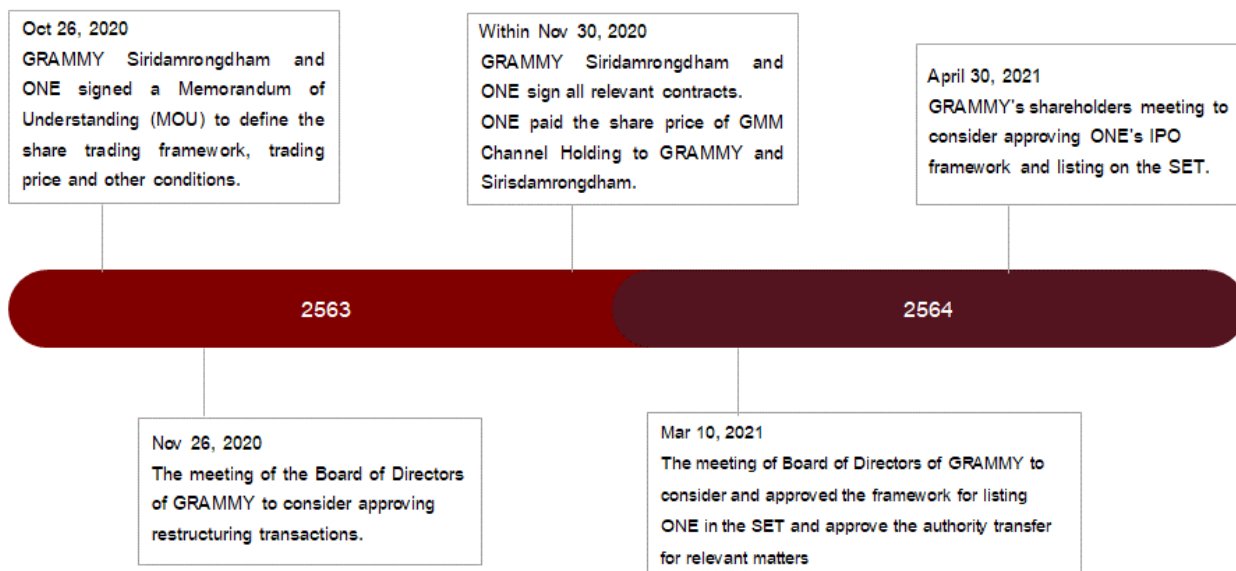 Oct 26, 2020
GRAMMY Siridamrongdham and
ONE signed a Memorandum of
Understanding (MOU) to define the
share trading framework, trading
price and other conditions.
Within Nov 30, 2020
GRAMMY Siridamrongdham and
ONE sign all relevant contracts.
ONE paid the share price of GMM
Channel Holding to GRAMMY and
Sirisdamrongdham.
April 30, 2021
GRAMMY's shareholders meeting to
consider approving ONE's IPO
framework and listing on the SET.
2563
2564
Nov 26, 2020
The meeting of the Board of Directors
of GRAMMY to consider approving
restructuring transactions.
Mar 10, 2021
The meeting of Board of Directors of GRAMMY to
consider and approved the framework for listing
ONE in the SET and approve the authority transfer
for relevant matters